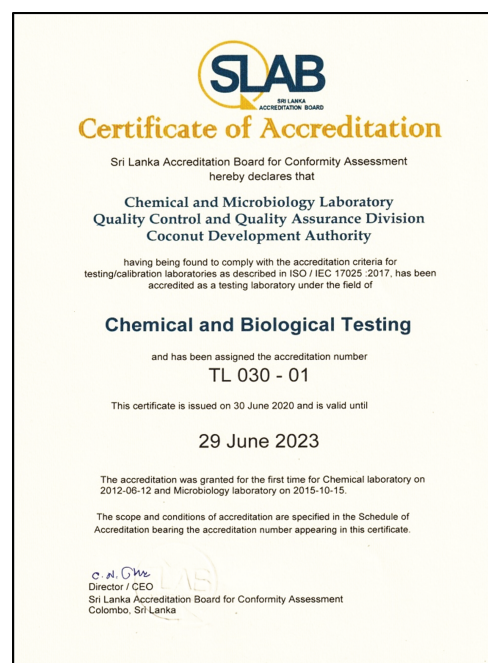 SLAB
SRI LANKA
ACCREDITATION BOARD
Certificate of Accreditation
Sri Lanka Accreditation Board for Conformity Assessment
hereby declares that
Chemical and Microbiology Laboratory
Quality Control and Quality Assurance Division
Coconut Development Authority
having being found to comply with the accreditation criteria for
testing/calibration laboratories as described in ISO / IEC 17025 :2017, has been
accredited as a testing laboratory under the field of
Chemical and Biological Testing
and has been assigned the accreditation number
TL 030 - 01
This certificate is issued on 30 June 2020 and is valid until
29 June 2023
The accreditation was granted for the first time for Chemical laboratory on
2012-06-12 and Microbiology laboratory on 2015-10-15.
The scope and conditions of accreditation are specified in the Schedule of
Accreditation bearing the accreditation number appearing in this certificate.
C. N.
Director / CEO
Sri Lanka Accreditation Board for Conformity Assessment
Colombo, Sri Lanka